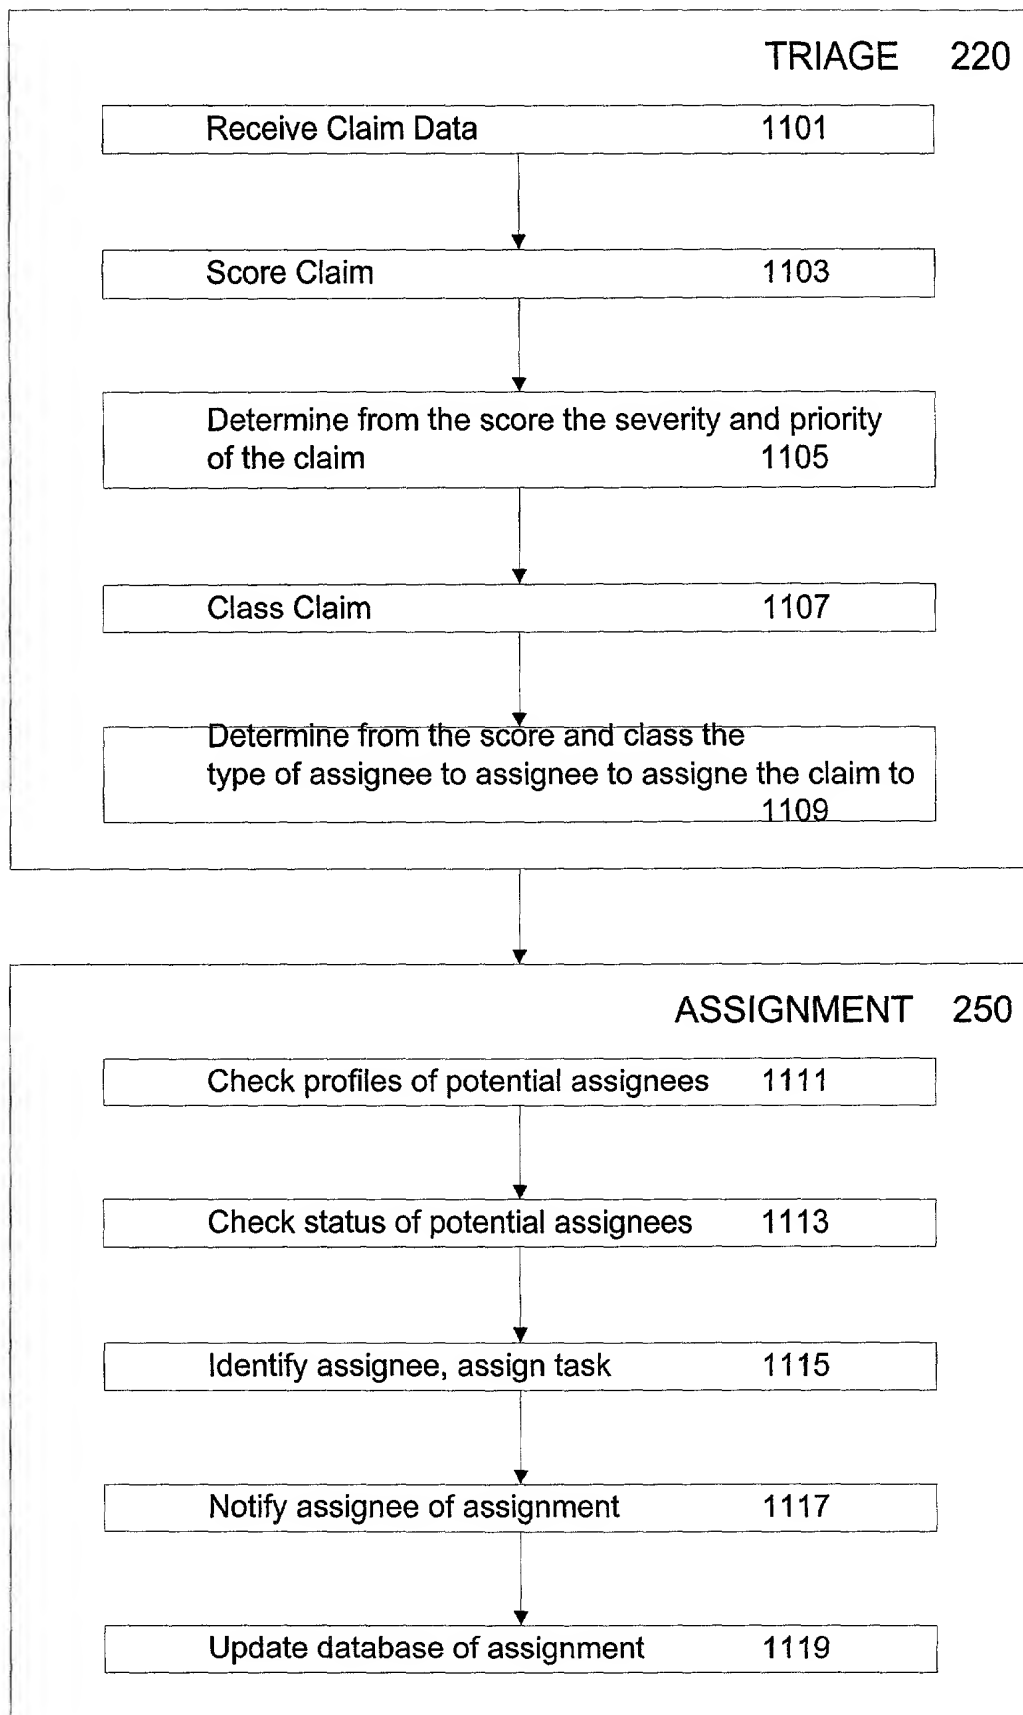 TRIAGE 220
Receive Claim Data 1101
Score Claim 1103
Determine from the score the severity and priority
of the claim 1105
Class Claim 1107
Determine from the score and class the
type of assignee to assignee to assigne the claim to
1109
ASSIGNMENT 250
Check profiles of potential assignees 1111
Check status of potential assignees 1113
Identify assignee, assign task 1115
Notify assignee of assignment 1117
Update database of assignment 1119